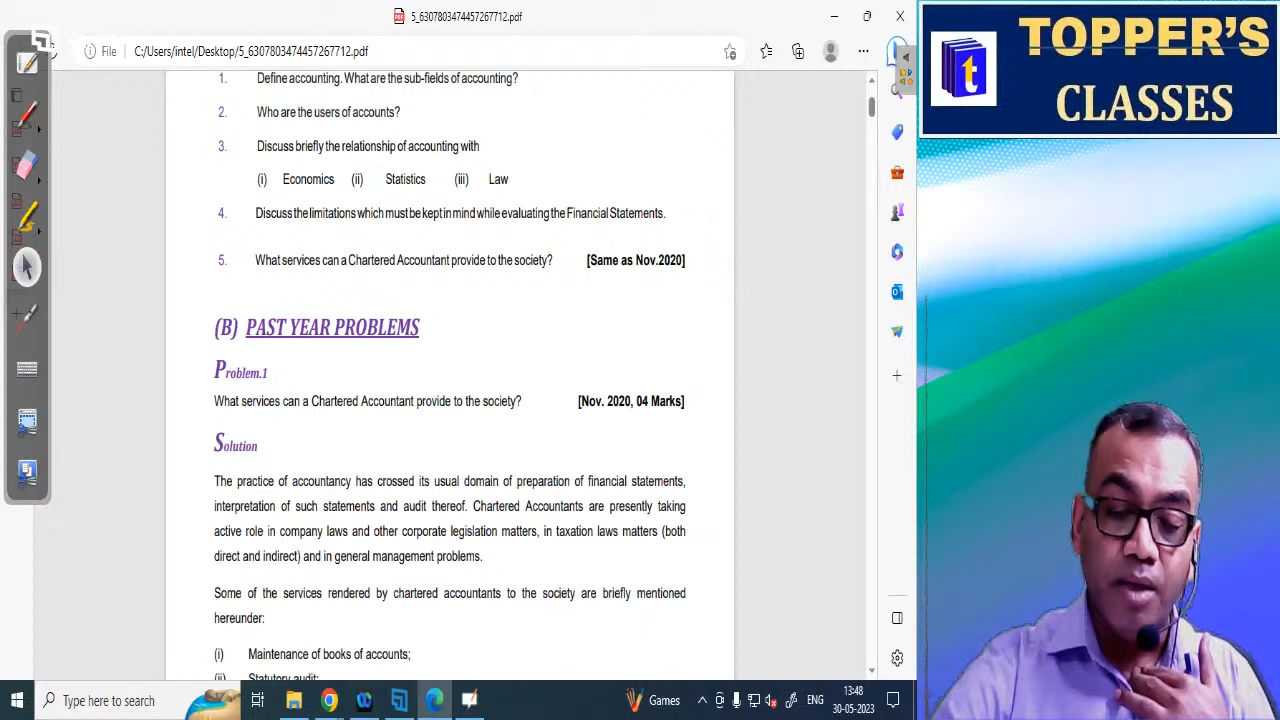 5_6307803474457267712.pdf
File
C:/Users/intel/Desktop/5_6307803474457267712.pdf
TOPPER'S
CLASSES
t
1. Define accounting. What are the sub-fields of accounting?
2. Who are the users of accounts?
3. Discuss briefly the relationship of accounting with
(i) Economics (ii) Statistics (iii) Law
4. Discuss the limitations which must be kept in mind while evaluating the Financial Statements.
5. What services can a Chartered Accountant provide to the society? [Same as Nov.2020]
(B) PAST YEAR PROBLEMS
Problem.1
What services can a Chartered Accountant provide to the society? [Nov. 2020, 04 Marks]
Solution
The practice of accountancy has crossed its usual domain of preparation of financial statements,
interpretation of such statements and audit thereof. Chartered Accountants are presently taking
active role in company laws and other corporate legislation matters, in taxation laws matters (both
direct and indirect) and in general management problems.
Some of the services rendered by chartered accountants to the society are briefly mentioned
hereunder:
(i) Maintenance of books of accounts;
(ii) Statutory audit;
Type here to search
Games
ENG
13:48
30-05-2023